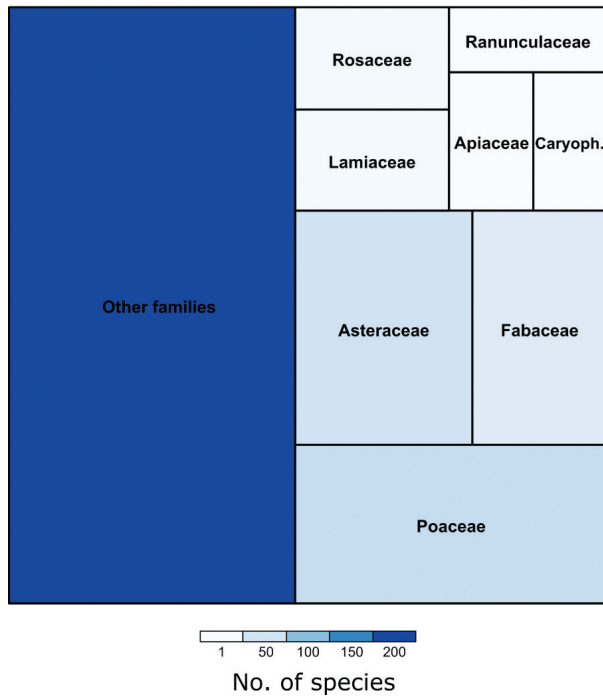 Ranunculaceae
Rosaceae
Apiaceae
Caryoph.
Lamiaceae
Other families
Asteraceae
Fabaceae
Poaceae
1 50 100 150 200
No. of species